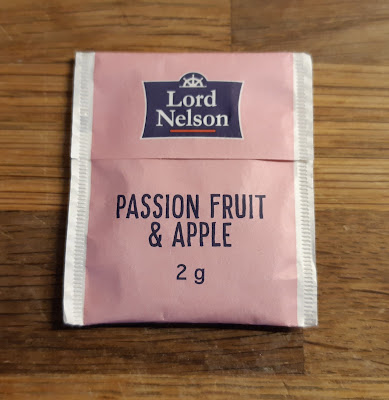 Lord
Nelson
PASSION FRUIT
& APPLE
2 g